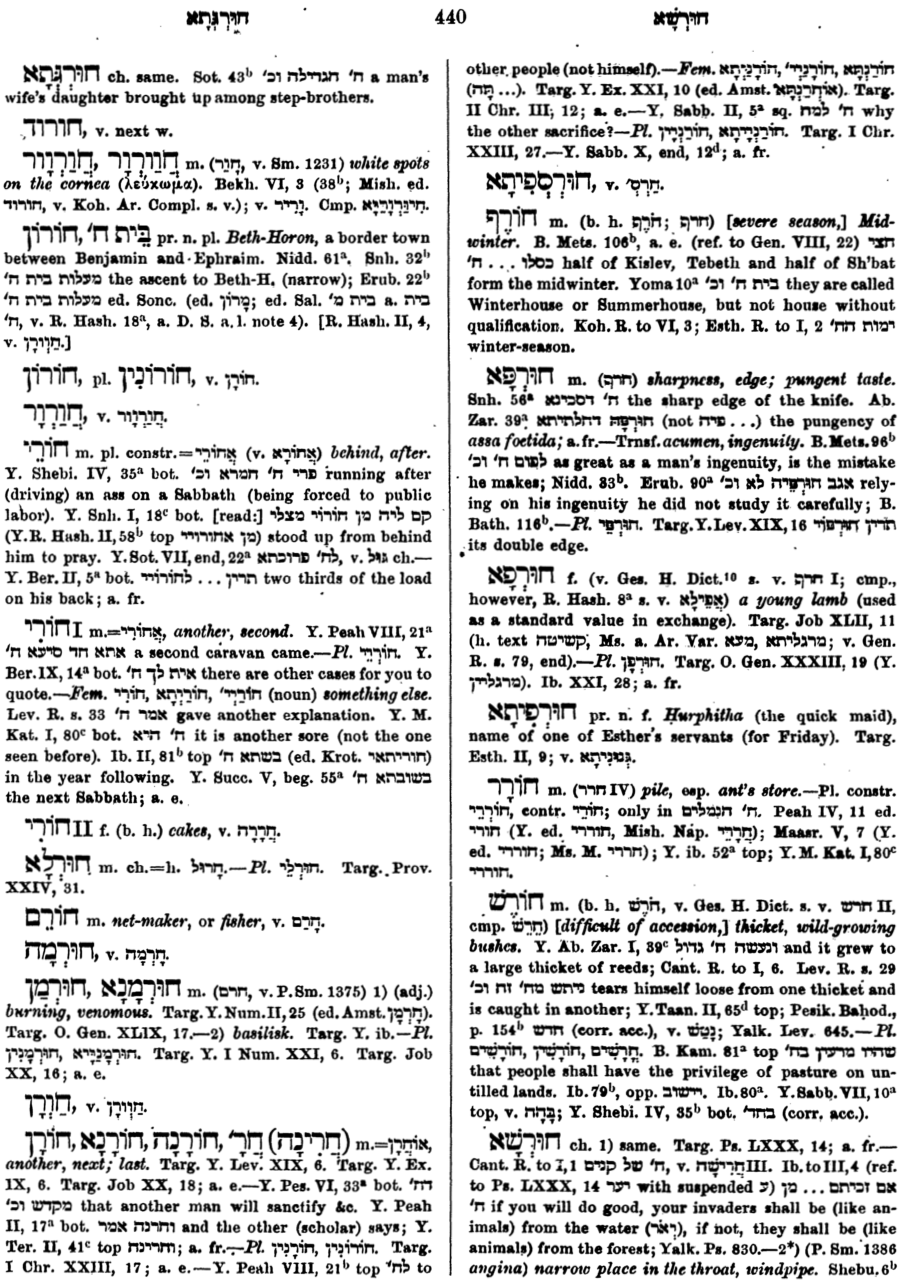 חוּרְגְּתָא 440 חוּרְשָׁא
חוּרְגְּתָא ch. same. Sot. 43ᵇ ח׳ הגדילה וכ׳ a man's
wife's daughter brought up among step-brothers.
חורוד, v. next w.
חֲוַורְוָר, חֲוַרְוָר m. (חָוַר, v. Sm. 1231) white spots
on the cornea (λεύκωμα). Bekh. VI, 3 (38ᵇ; Mish. ed.
חורוד, v. Koh. Ar. Compl. s. v.); v. וָרִיר. Cmp.
חוֹרוֹן, בֵּית ח׳ pr. n. pl. Beth-Horon, a border town
between Benjamin and Ephraim. Nidd. 61ᵃ. Snh. 32ᵇ
מעלות בית ח׳ the ascent to Beth-H. (narrow); Erub. 22ᵇ
מעלות בית ח׳ ed. Sonc. (ed. מָרוֹן; ed. Sal. בית מ׳ a. בית
ח׳, v. R. Hash. 18ᵃ, a. D. S. a. l. note 4). [R. Hash. II, 4,
v. חַוְורָן.]
חוֹרוֹן, pl. חוֹרוֹנִין, v. חוֹרָן.
חֲוַרְוָר, v. חֲוַרְוָור.
חוֹרֵי m. pl. constr.=אֲחוֹרֵי (v. אֲחוֹרָא) behind, after.
Y. Shebi. IV, 35ᵃ bot. פרי ח׳ חמרא וכ׳ running after
(driving) an ass on a Sabbath (being forced to public
labor). Y. Snh. I, 18ᶜ bot. [read:] קם ליה מן חורוי מצלי
(Y. R. Hash. II, 58ᵇ top מן אחורויי) stood up from behind
him to pray. Y. Sot. VII, end, 22ᵃ לח׳ פרוכתא, v. גוּל ch.—
Y. Ber. II, 5ᵃ bot. תרין ... לחורויי two thirds of the load
on his back; a. fr.
חוֹרִי I m.=אֲחוֹרִי, another, second. Y. Peah VIII, 21ᵃ
אתא חד סיעא ח׳ a second caravan came.—Pl. חוֹרֵיי. Y.
Ber. IX, 14ᵃ bot. אית לך ח׳ there are other cases for you to
quote.—Fem. חוֹרִי, חוֹרִיְתָא, חוֹרְיי׳ (noun) something else.
Lev. R. s. 33 אמר ח׳ gave another explanation. Y. M.
Kat. I, 80ᶜ bot. ח׳ היא it is another sore (not the one
seen before). Ib. II, 81ᵇ top בשתא ח׳ (ed. Krot. חוריתאי)
in the year following. Y. Succ. V, beg. 55ᵃ בשובתא ח׳
the next Sabbath; a. e.
חוֹרִי II f. (b. h.) cakes, v. חֲרָרָה.
חוּרְלָא m. ch.=h. חָרוּל.—Pl. חוּרְלֵי. Targ. Prov.
XXIV, 31.
חוֹרֵם m. net-maker, or fisher, v. חָרַם.
חוּרְמָה, v. חָרְמָה.
חוּרְמָנָא, חוּרְמַן m. (חרם, v. P. Sm. 1375) 1) (adj.)
burning, venomous. Targ. Y. Num. II, 25 (ed. Amst. חָרְמָן).
Targ. O. Gen. XLIX, 17.—2) basilisk. Targ. Y. ib.—Pl.
חוּרְמָנַיָּיא, חוּרְמָנִין. Targ. Y. I Num. XXI, 6. Targ. Job
XX, 16; a. e.
חַוְרָן, v. חַוְורָן.
חוֹרָן, חוֹרָנָא, חוֹרָנָה, חֲרָ׳ (חֲרִינָה) m.=אוֹחֳרָן,
another, next; last. Targ. Y. Lev. XIX, 6. Targ. Y. Ex.
IX, 6. Targ. Job XX, 18; a. e.—Y. Pes. VI, 33ᵃ bot. דח׳
מקדש וכ׳ that another man will sanctify &c. Y. Peah
II, 17ᵃ bot. וחרנה אמר and the other (scholar) says; Y.
Ter. II, 41ᶜ top וחרינה; a. fr.—Pl. חוֹרָנִין, חוֹרוֹנִין. Targ.
I Chr. XXIII, 17; a. e.—Y. Peah VIII, 21ᵇ top לח׳ to
other people (not himself).—Fem. חוֹרַנְתָּא, חוֹרָנְיי׳, חוֹרָנִיתָא
(תָּה ...). Targ. Y. Ex. XXI, 10 (ed. Amst. אוֹחֲרַנְתָּא). Targ.
II Chr. III, 12; a. e.—Y. Sabb. II, 5ᵃ sq. למה ח׳ why
the other sacrifice?—Pl. חוֹרַנְיָין, חוֹרַנְיָיתָא. Targ. I Chr.
XXIII, 27.—Y. Sabb. X, end, 12ᵈ; a. fr.
חוּרְסְפִיתָא, v. חַרְסְ׳.
חוֹרֶף m. (b. h. חֹרֶף; חרף) [severe season,] Mid-
winter. B. Mets. 106ᵇ, a. e. (ref. to Gen. VIII, 22) חצי
כסלו ... ח׳ half of Kislev, Tebeth and half of Sh'bat
form the midwinter. Yoma 10ᵃ בית ח׳ וכ׳ they are called
Winterhouse or Summerhouse, but not house without
qualification. Koh. R. to VI, 3; Esth. R. to I, 2 ימות הח׳
winter-season.
חוּרְפָא m. (חרף) sharpness, edge; pungent taste.
Snh. 56ᵃ ח׳ דסכינא the sharp edge of the knife. Ab.
Zar. 39ᵃ חוּרְפָּהּ דחלתיתא (not פיה ...) the pungency of
assa foetida; a. fr.—Trnsf. acumen, ingenuity. B. Mets. 96ᵇ
לפום ח׳ וכ׳ as great as a man's ingenuity, is the mistake
he makes; Nidd. 33ᵇ. Erub. 90ᵃ אגב חוּרְפֵּיהּ לא וכ׳ rely-
ing on his ingenuity he did not study it carefully; B.
Bath. 116ᵇ.—Pl. חוּרְפֵי. Targ. Y. Lev. XIX, 16 תרין חוּרְפוֹי
its double edge.
חוּרְפָא f. (v. Ges. H. Dict.¹⁰ s. v. חרף I; cmp.,
however, R. Hash. 8ᵃ s. v. אֲפֵילָא) a young lamb (used
as a standard value in exchange). Targ. Job XLII, 11
(h. text קשיטה, Ms. a. Ar. Var. מעא, מרגליתא; v. Gen.
R. s. 79, end).—Pl. חוּרְפָן. Targ. O. Gen. XXXIII, 19 (Y.
מרגליין). Ib. XXI, 28; a. fr.
חוּרְפִיתָא pr. n. f. Ḥurphitha (the quick maid),
name of one of Esther's servants (for Friday). Targ.
Esth. II, 9; v. גְּנוּנִיתָא.
חוֹרָר m. (חרר IV) pile, esp. ant's store.—Pl. constr.
חוֹרְרֵי, contr. חוֹרֵי; only in ח׳ הנמלים. Peah IV, 11 ed.
חורי (Y. ed. חוררי, Mish. Nap. חֲרָרֵי); Maasr. V, 7 (Y.
ed. חוררי; Ms. M. חררי); Y. ib. 52ᵃ top; Y. M. Kat. I, 80ᶜ
חוררי.
חוֹרֶשׁ m. (b. h. חֹרֶשׁ, v. Ges. H. Dict. s. v. חרש II,
cmp. חֵרֵשׁ) [difficult of accession,] thicket, wild-growing
bushes. Y. Ab. Zar. I, 39ᶜ ונעשה ח׳ גדול and it grew to
a large thicket of reeds; Cant. R. to I, 6. Lev. R. s. 29
ניתש מח׳ זה וכ׳ tears himself loose from one thicket and
is caught in another; Y. Taan. II, 65ᵈ top; Pesik. Baḥod.,
p. 154ᵇ חדש (corr. acc.), v. נָטַשׁ; Yalk. Lev. 645.—Pl.
חֳרָשִׁים, חוֹרָשִׁין, חוֹרָשִׁים. B. Kam. 81ᵃ top שיהו מרעין בח׳
that people shall have the privilege of pasture on un-
tilled lands. Ib. 79ᵇ, opp. יישוב. Ib. 80ᵃ. Y. Sabb. VII, 10ᵃ
top, v. בָּהָה; Y. Shebi. IV, 35ᵇ bot. בחד׳ (corr. acc.).
חוּרְשָׁא ch. 1) same. Targ. Ps. LXXX, 14; a. fr.—
Cant. R. to I, 1 ח׳ של קנים, v. חֲרִישָׁה III. Ib. to III, 4 (ref.
to Ps. LXXX, 14 יער with suspended ע) אם זכיתם ... מן
ח׳ if you will do good, your invaders shall be (like an-
imals) from the water (יְאֹר), if not, they shall be (like
animals) from the forest; Yalk. Ps. 830.—2*) (P. Sm. 1386
angina) narrow place in the throat, windpipe. Shebu. 6ᵇ